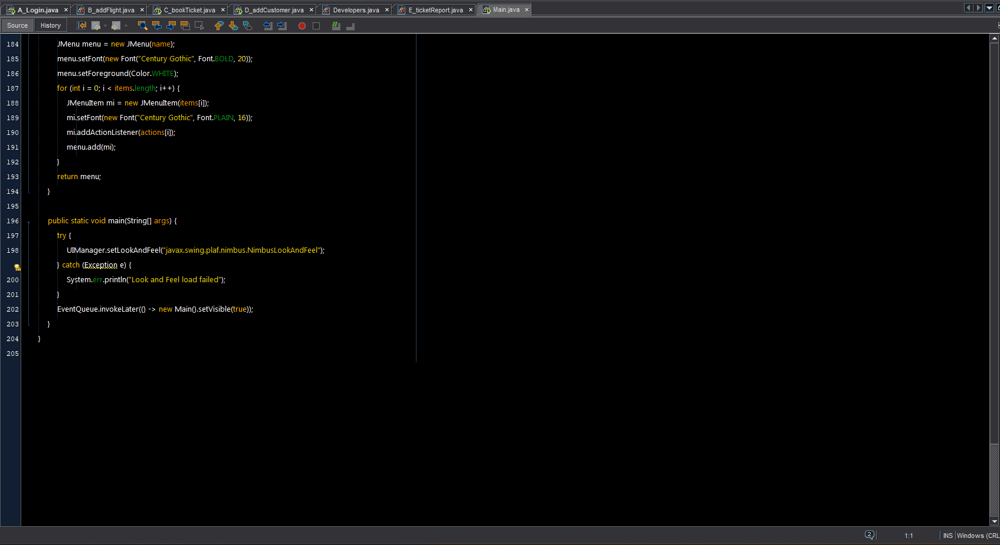 A_Login.java × B_addFlight.java × C_bookTicket.java × D_addCustomer.java × Developers.java × E_ticketReport.java × Main.java ×
Source History
184 JMenu menu = new JMenu(name);
185 menu.setFont(new Font("Century Gothic", Font.BOLD, 20));
186 menu.setForeground(Color.WHITE);
187 for (int i = 0; i < items.length; i++) {
188 JMenuItem mi = new JMenuItem(items[i]);
189 mi.setFont(new Font("Century Gothic", Font.PLAIN, 16));
190 mi.addActionListener(actions[i]);
191 menu.add(mi);
192 }
193 return menu;
194 }
195
196 public static void main(String[] args) {
197 try {
198 UIManager.setLookAndFeel("javax.swing.plaf.nimbus.NimbusLookAndFeel");
} catch (Exception e) {
200 System.err.println("Look and Feel load failed");
201 }
202 EventQueue.invokeLater(() -> new Main().setVisible(true));
203 }
204 }
205
2 1:1 INS Windows (CRL